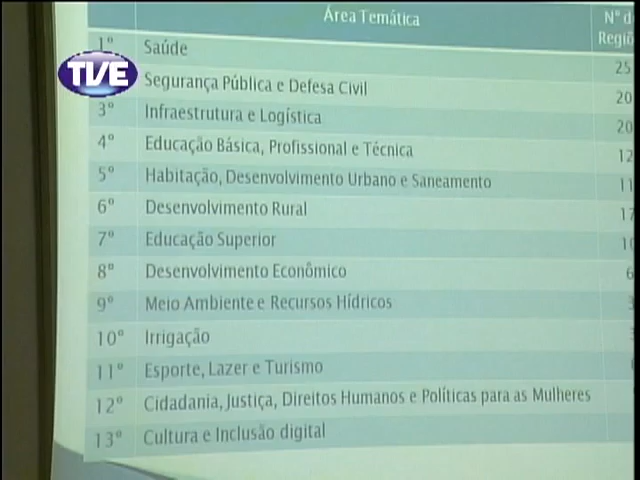 Área Temática
Nº d
Regiõ
1º Saúde 25
TVE
Segurança Pública e Defesa Civil 20
3º Infraestrutura e Logística 20
4º Educação Básica, Profissional e Técnica 12
5º Habitação, Desenvolvimento Urbano e Saneamento 11
6º Desenvolvimento Rural 17
7º Educação Superior
8º Desenvolvimento Econômico 6
9º Meio Ambiente e Recursos Hídricos
10º Irrigação
11º Esporte, Lazer e Turismo
12º Cidadania, Justiça, Direitos Humanos e Políticas para as Mulheres
13º Cultura e Inclusão digital